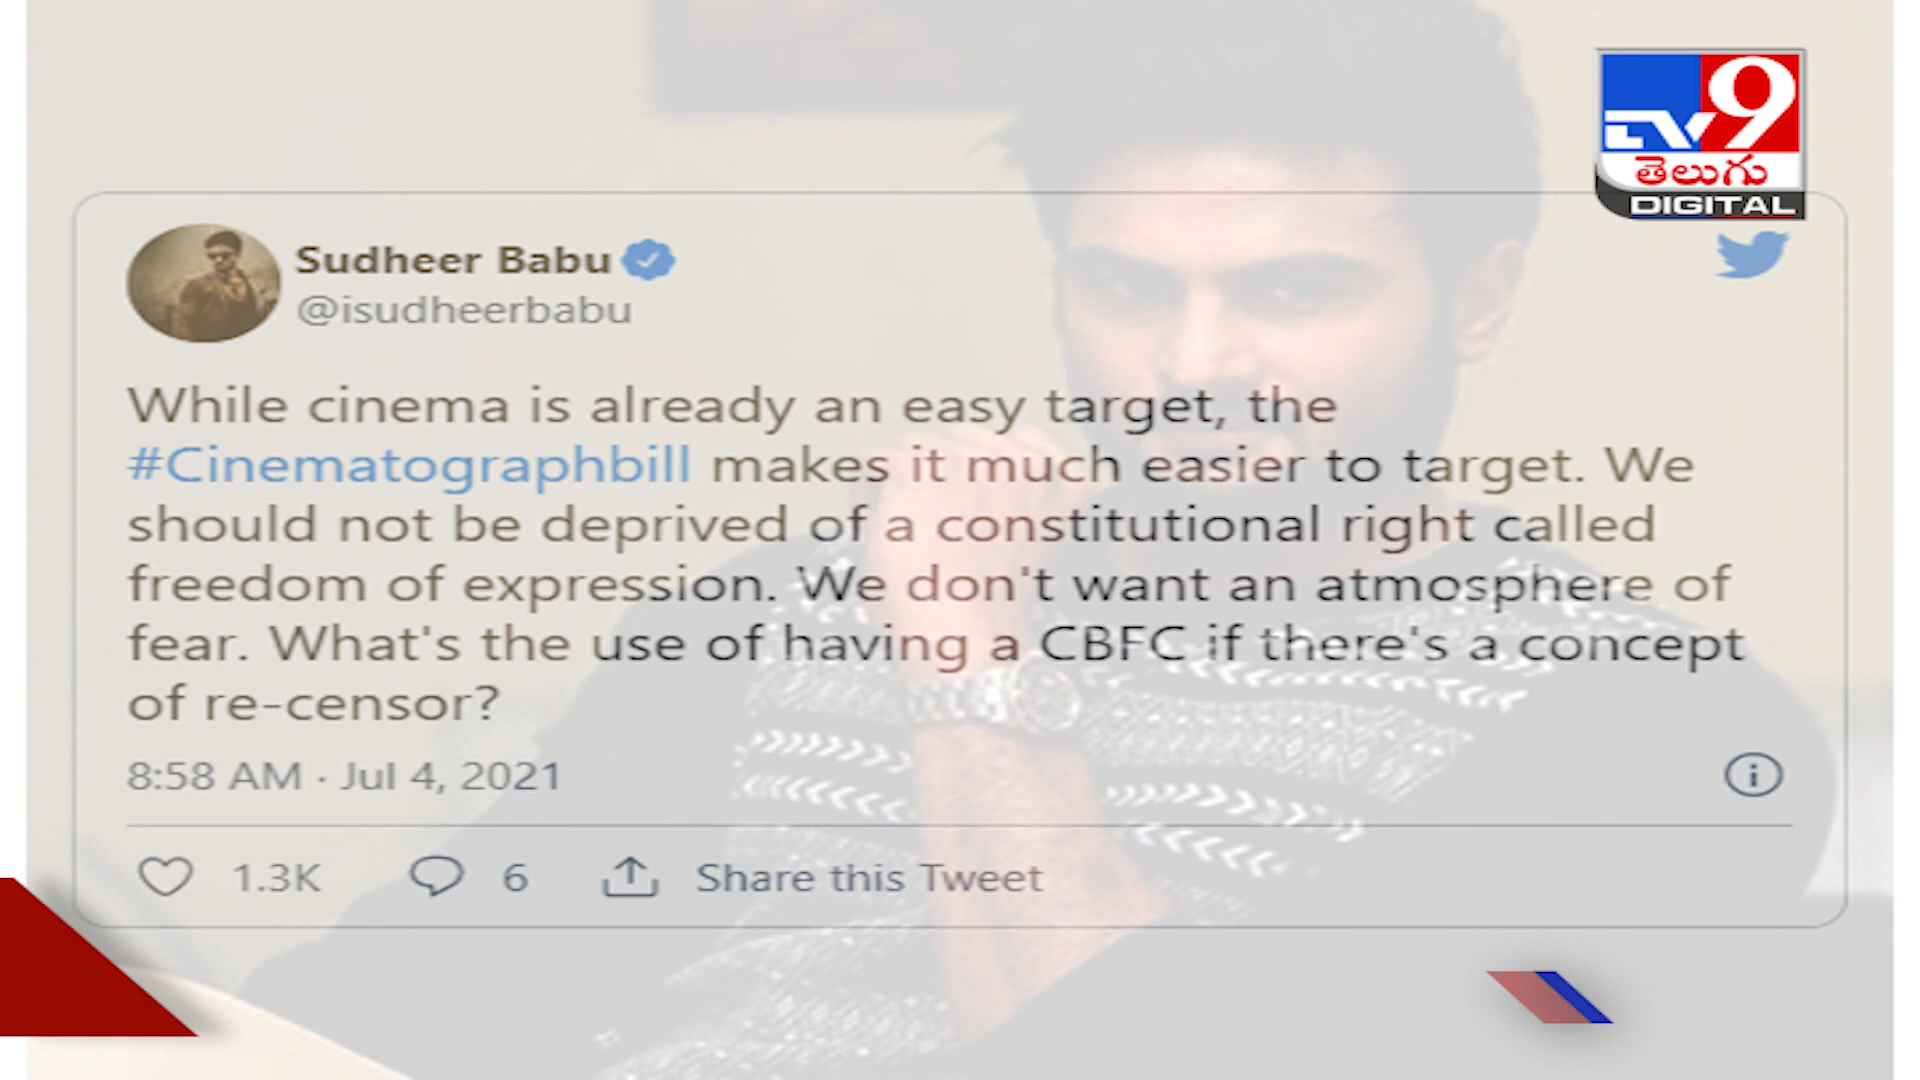 TV9
తెలుగు
DIGITAL
Sudheer Babu
@isudheerbabu
While cinema is already an easy target, the
#Cinematographbill makes it much easier to target. We
should not be deprived of a constitutional right called
freedom of expression. We don't want an atmosphere of
fear. What's the use of having a CBFC if there's a concept
of re-censor?
8:58 AM · Jul 4, 2021
1.3K 6 Share this Tweet